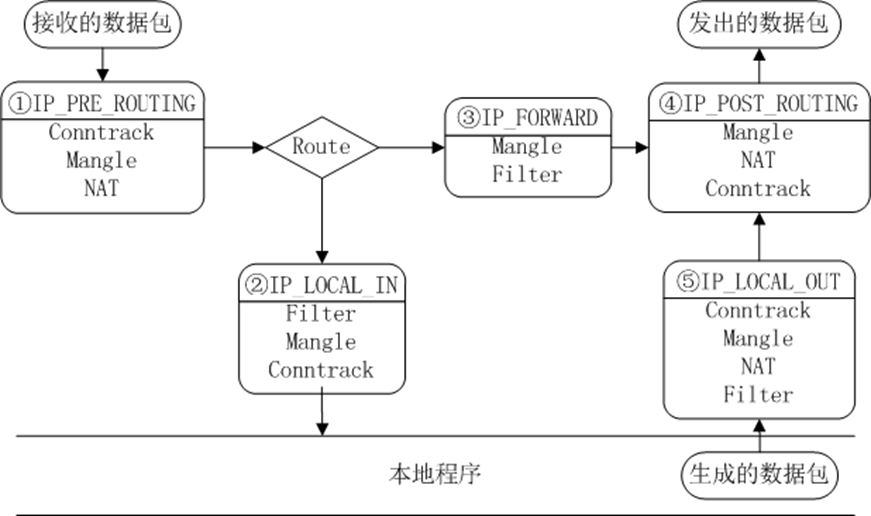 接收的数据包
发出的数据包
①IP_PRE_ROUTING
Conntrack
Mangle
NAT
Route
③IP_FORWARD
Mangle
Filter
④IP_POST_ROUTING
Mangle
NAT
Conntrack
②IP_LOCAL_IN
Filter
Mangle
Conntrack
⑤IP_LOCAL_OUT
Conntrack
Mangle
NAT
Filter
本地程序
生成的数据包